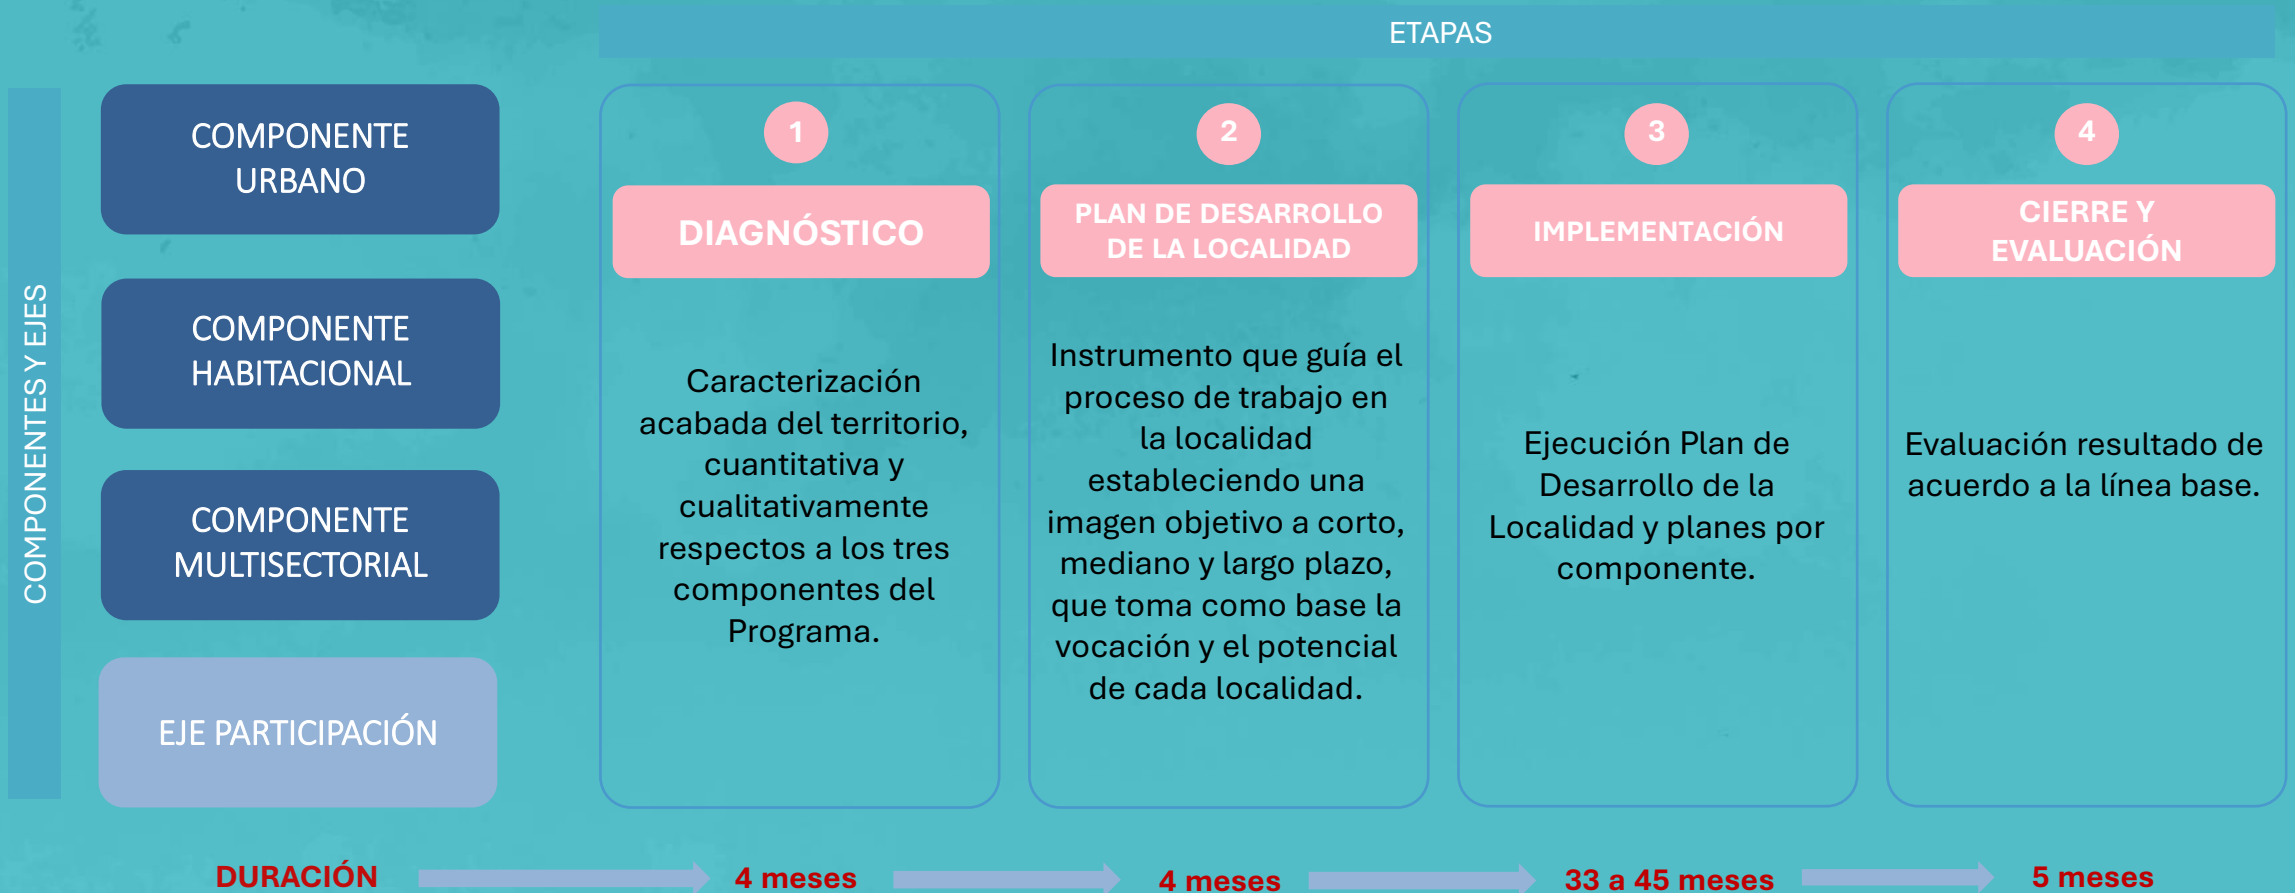 ETAPAS
COMPONENTES Y EJES
COMPONENTE
URBANO
COMPONENTE
HABITACIONAL
COMPONENTE
MULTISECTORIAL
EJE PARTICIPACIÓN
1
DIAGNÓSTICO
Caracterización
acabada del territorio,
cuantitativa y
cualitativamente
respectos a los tres
componentes del
Programa.
2
PLAN DE DESARROLLO
DE LA LOCALIDAD
Instrumento que guía el
proceso de trabajo en
la localidad
estableciendo una
imagen objetivo a corto,
mediano y largo plazo,
que toma como base la
vocación y el potencial
de cada localidad.
3
IMPLEMENTACIÓN
Ejecución Plan de
Desarrollo de la
Localidad y planes por
componente.
4
CIERRE Y
EVALUACIÓN
Evaluación resultado de
acuerdo a la línea base.
DURACIÓN
4 meses
4 meses
33 a 45 meses
5 meses